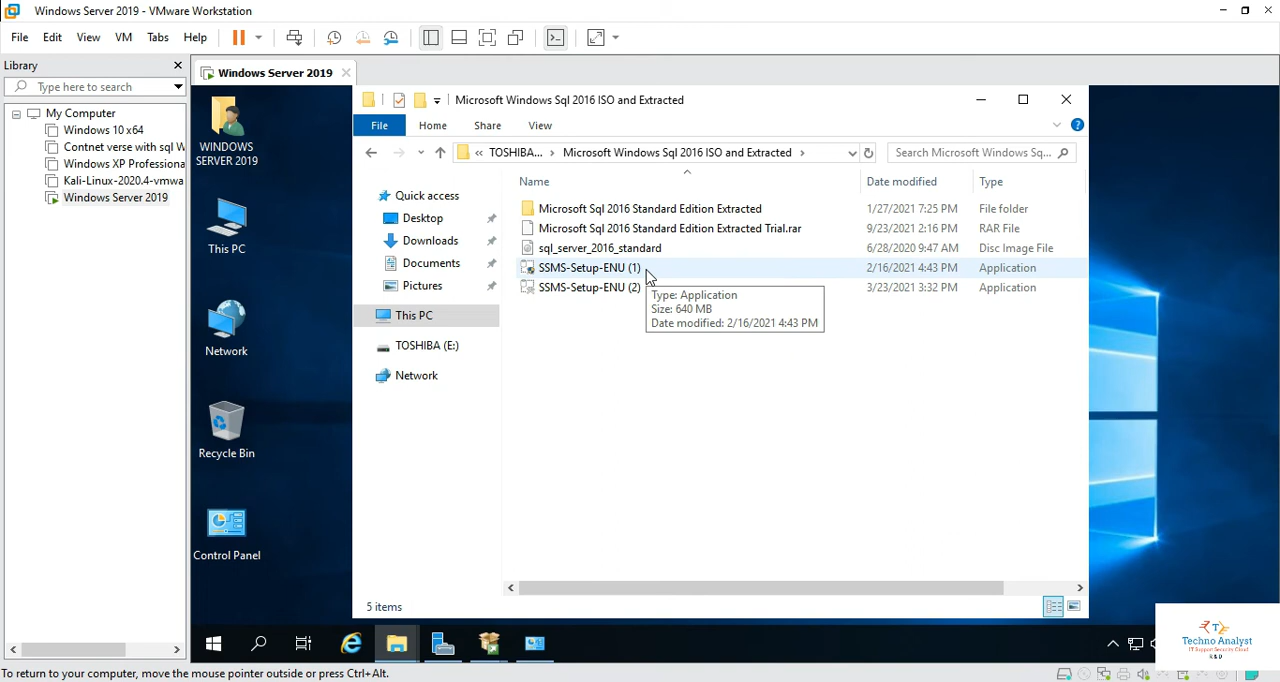 Windows Server 2019 - VMware Workstation
File Edit View VM Tabs Help
Library
Type here to search
My Computer
Windows 10 x64
Contnet verse with sql W
Windows XP Professiona
Kali-Linux-2020.4-vmwa
Windows Server 2019
Windows Server 2019
WINDOWS
SERVER 2019
This PC
Network
Recycle Bin
Control Panel
Microsoft Windows Sql 2016 ISO and Extracted
File Home Share View
« TOSHIBA... > Microsoft Windows Sql 2016 ISO and Extracted >
Search Microsoft Windows Sq...
Quick access
Desktop
Downloads
Documents
Pictures
This PC
TOSHIBA (E:)
Network
Name Date modified Type
Microsoft Sql 2016 Standard Edition Extracted 1/27/2021 7:25 PM File folder
Microsoft Sql 2016 Standard Edition Extracted Trial.rar 9/23/2021 2:16 PM RAR File
sql_server_2016_standard 6/28/2020 9:47 AM Disc Image File
SSMS-Setup-ENU (1) 2/16/2021 4:43 PM Application
SSMS-Setup-ENU (2) 3/23/2021 3:32 PM Application
Type: Application
Size: 640 MB
Date modified: 2/16/2021 4:43 PM
5 items
Techno Analyst
IT Support Security Cloud
R & D
To return to your computer, move the mouse pointer outside or press Ctrl+Alt.